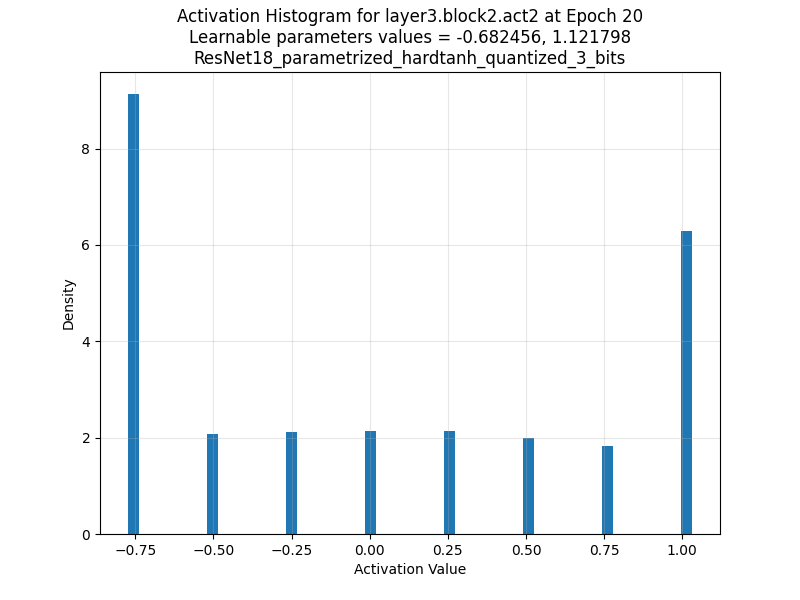 Activation Histogram for layer3.block2.act2 at Epoch 20
Learnable parameters values = -0.682456, 1.121798
ResNet18_parametrized_hardtanh_quantized_3_bits
Density
8
6
4
2
0
−0.75 −0.50 −0.25 0.00 0.25 0.50 0.75 1.00
Activation Value